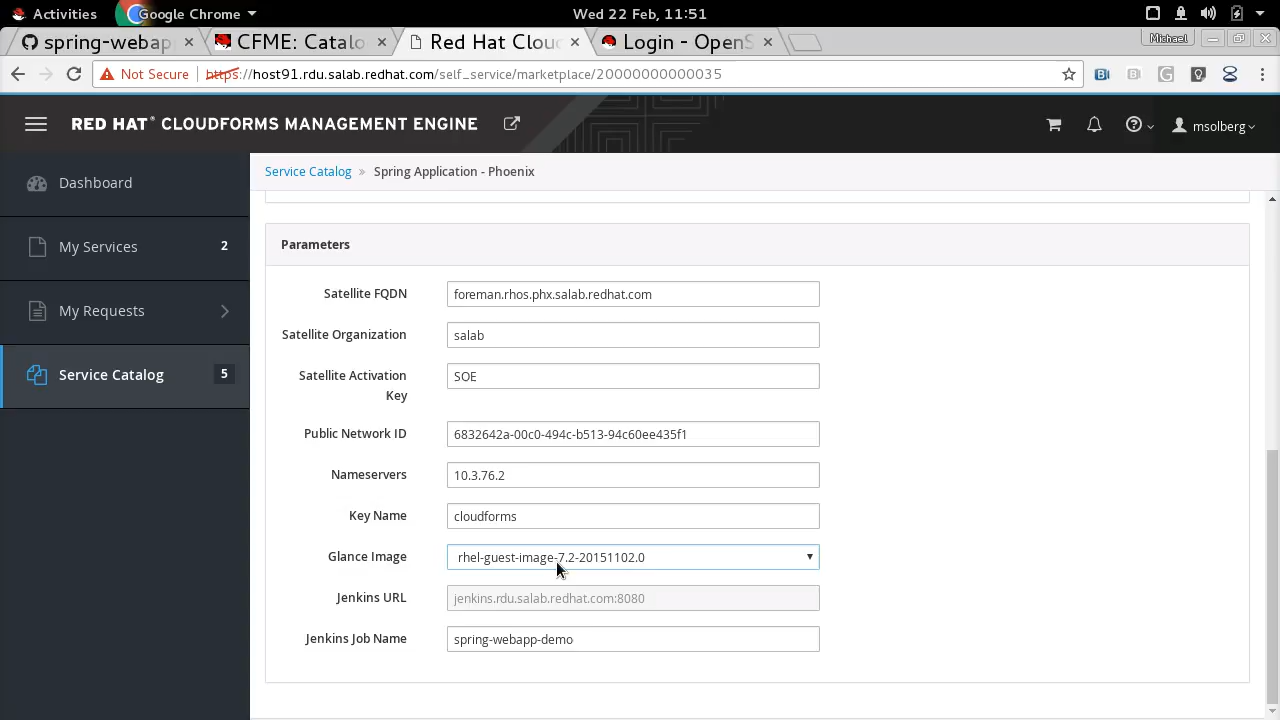 Activities Google Chrome Wed 22 Feb, 11:51
spring-webap × CFME: Catalo × Red Hat Clou × Login - OpenS × Michael
Not Secure https://host91.rdu.salab.redhat.com/self_service/marketplace/20000000000035
RED HAT® CLOUDFORMS MANAGEMENT ENGINE msolberg
Service Catalog » Spring Application - Phoenix
Dashboard
My Services 2
My Requests
Service Catalog 5
Parameters
Satellite FQDN foreman.rhos.phx.salab.redhat.com
Satellite Organization salab
Satellite Activation Key SOE
Public Network ID 6832642a-00c0-494c-b513-94c60ee435f1
Nameservers 10.3.76.2
Key Name cloudforms
Glance Image rhel-guest-image-7.2-20151102.0
Jenkins URL jenkins.rdu.salab.redhat.com:8080
Jenkins Job Name spring-webapp-demo